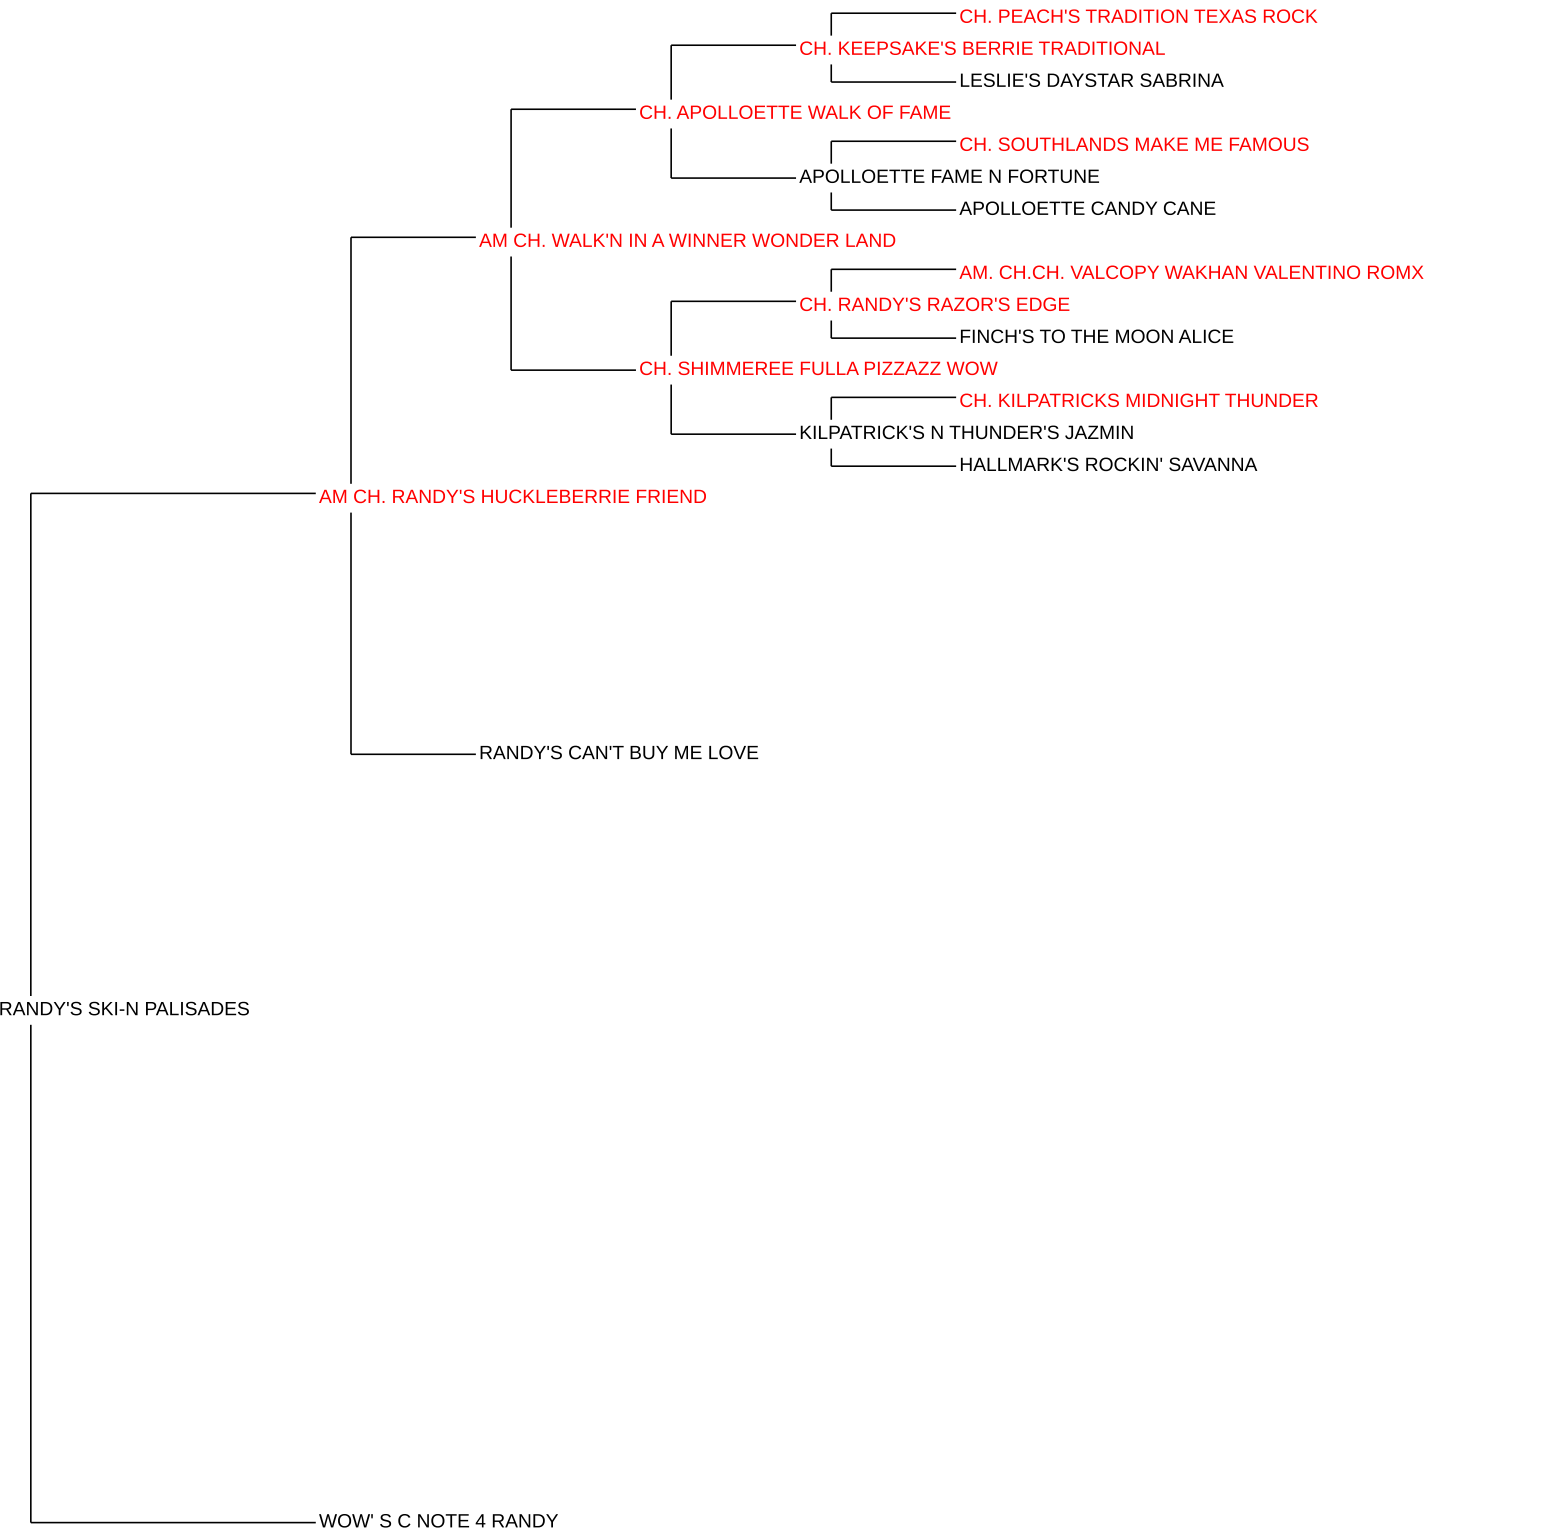 CH. PEACH'S TRADITION TEXAS ROCK
CH. KEEPSAKE'S BERRIE TRADITIONAL
LESLIE'S DAYSTAR SABRINA
CH. APOLLOETTE WALK OF FAME
CH. SOUTHLANDS MAKE ME FAMOUS
APOLLOETTE FAME N FORTUNE
APOLLOETTE CANDY CANE
AM CH. WALK'N IN A WINNER WONDER LAND
AM. CH.CH. VALCOPY WAKHAN VALENTINO ROMX
CH. RANDY'S RAZOR'S EDGE
FINCH'S TO THE MOON ALICE
CH. SHIMMEREE FULLA PIZZAZZ WOW
CH. KILPATRICKS MIDNIGHT THUNDER
KILPATRICK'S N THUNDER'S JAZMIN
HALLMARK'S ROCKIN' SAVANNA
AM CH. RANDY'S HUCKLEBERRIE FRIEND
RANDY'S CAN'T BUY ME LOVE
RANDY'S SKI-N PALISADES
WOW' S C NOTE 4 RANDY